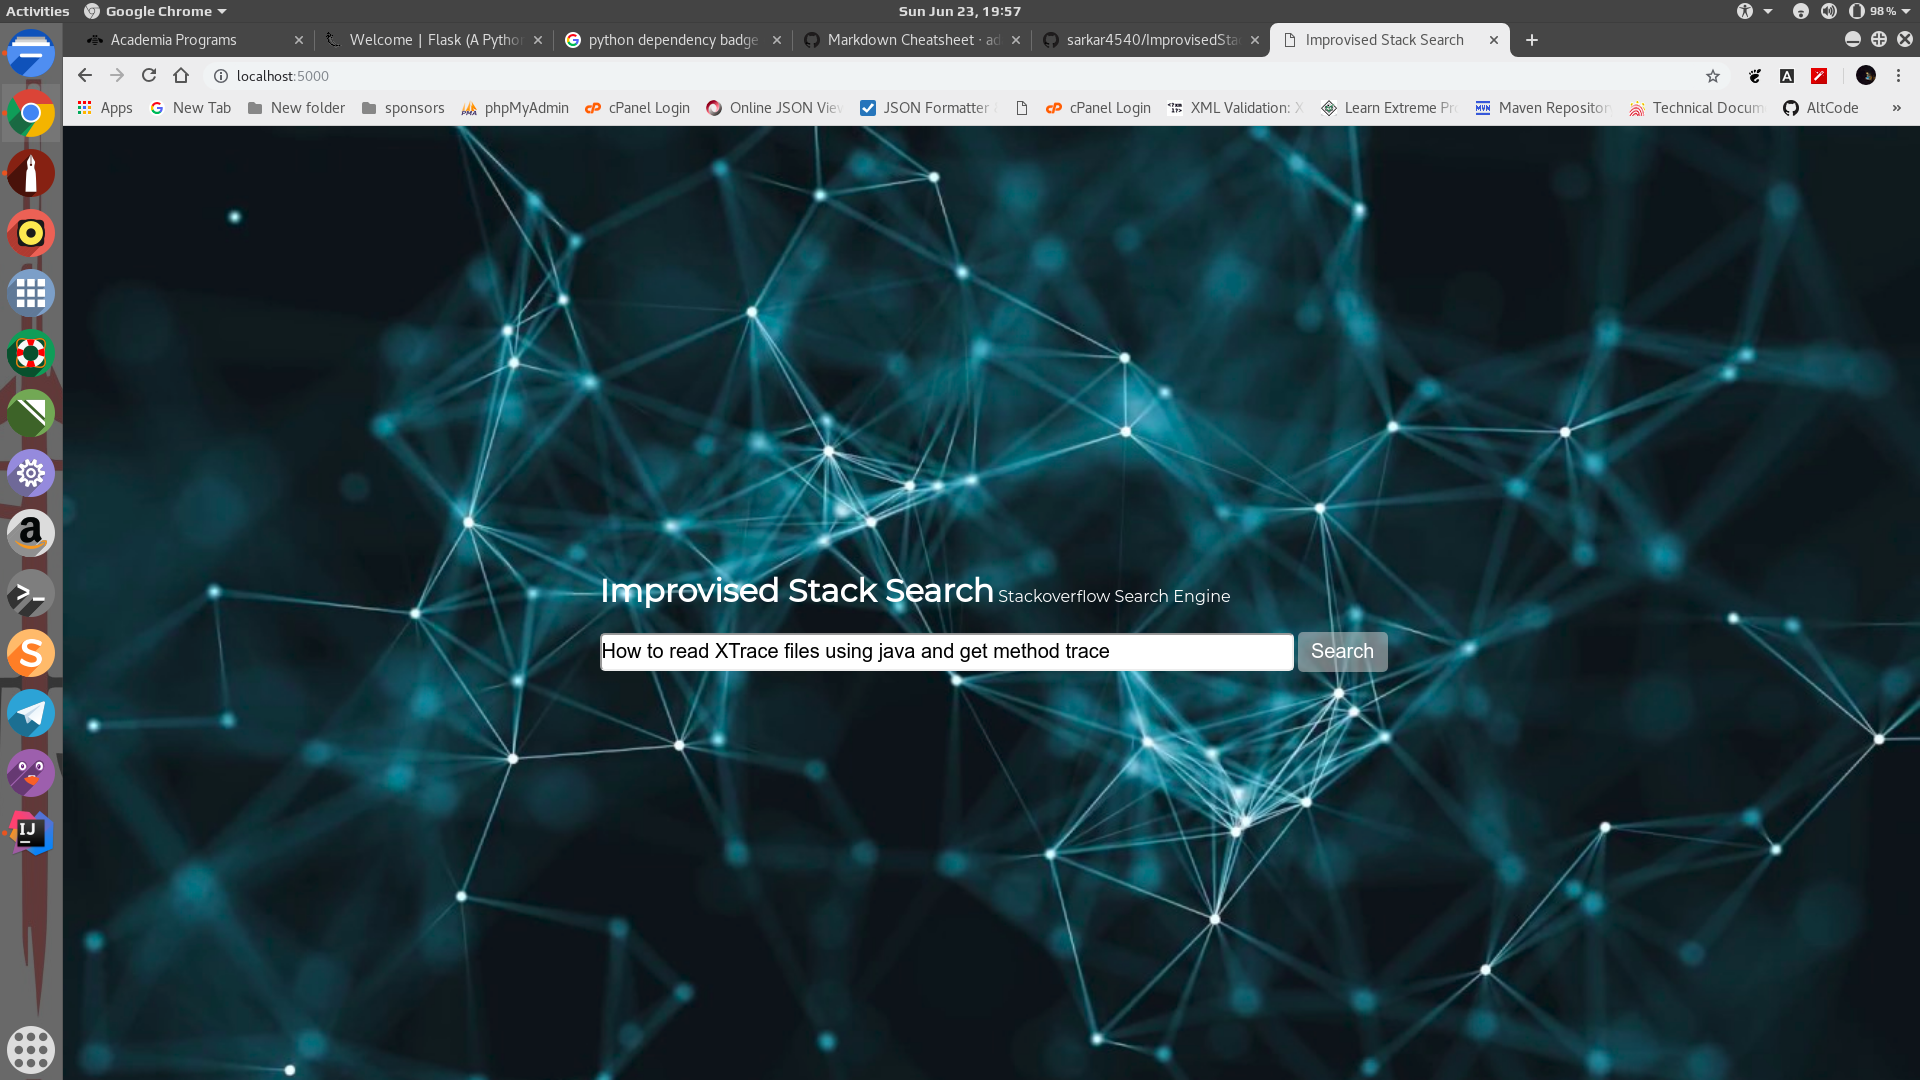 Activities Google Chrome Sun Jun 23, 19:57 98 %
Academia Programs Welcome | Flask (A Pytho python dependency badge Markdown Cheatsheet · ad sarkar4540/ImprovisedSta Improvised Stack Search
localhost:5000
Apps New Tab New folder sponsors phpMyAdmin cPanel Login Online JSON Vie JSON Formatter cPanel Login XML Validation: X Learn Extreme Pr Maven Repositor Technical Docum AltCode »
Improvised Stack Search Stackoverflow Search Engine
How to read XTrace files using java and get method trace Search